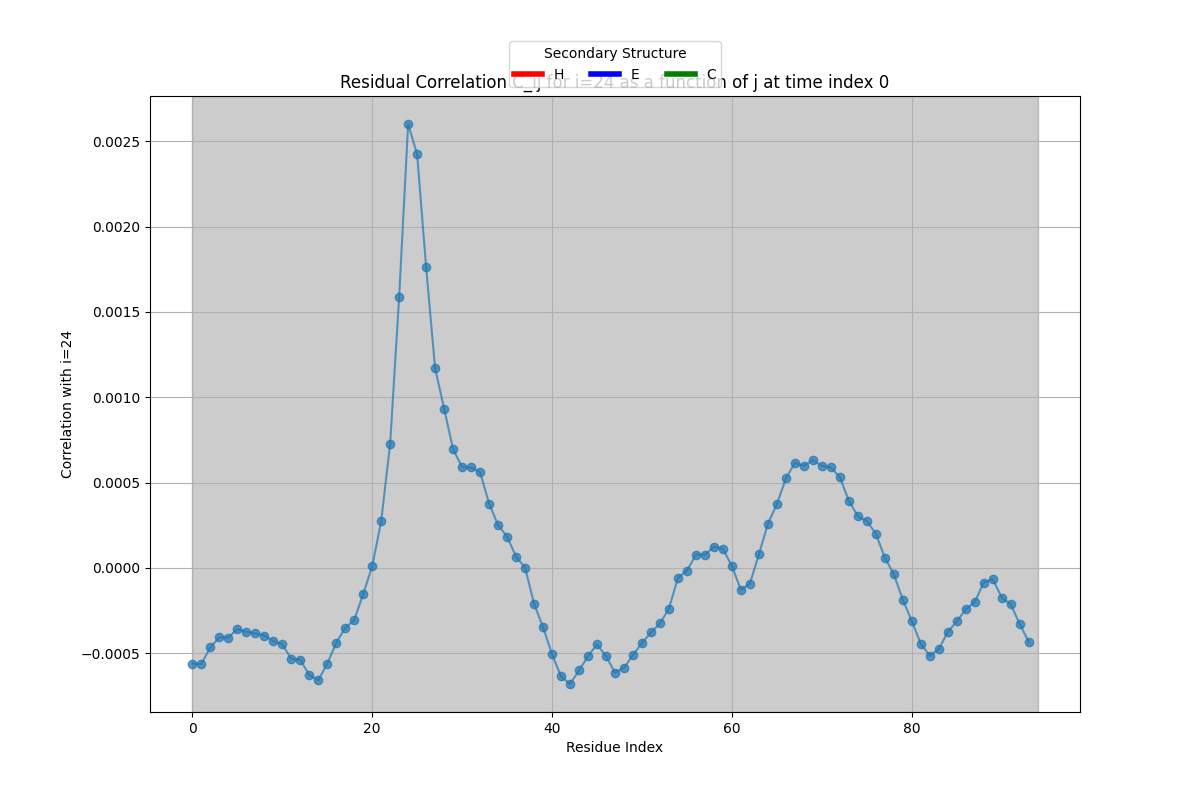 Secondary Structure
H E C
Residual Correlation C_ij for i=24 as a function of j at time index 0
0.0025
0.0020
0.0015
0.0010
0.0005
0.0000
−0.0005
Correlation with i=24
0 20 40 60 80
Residue Index